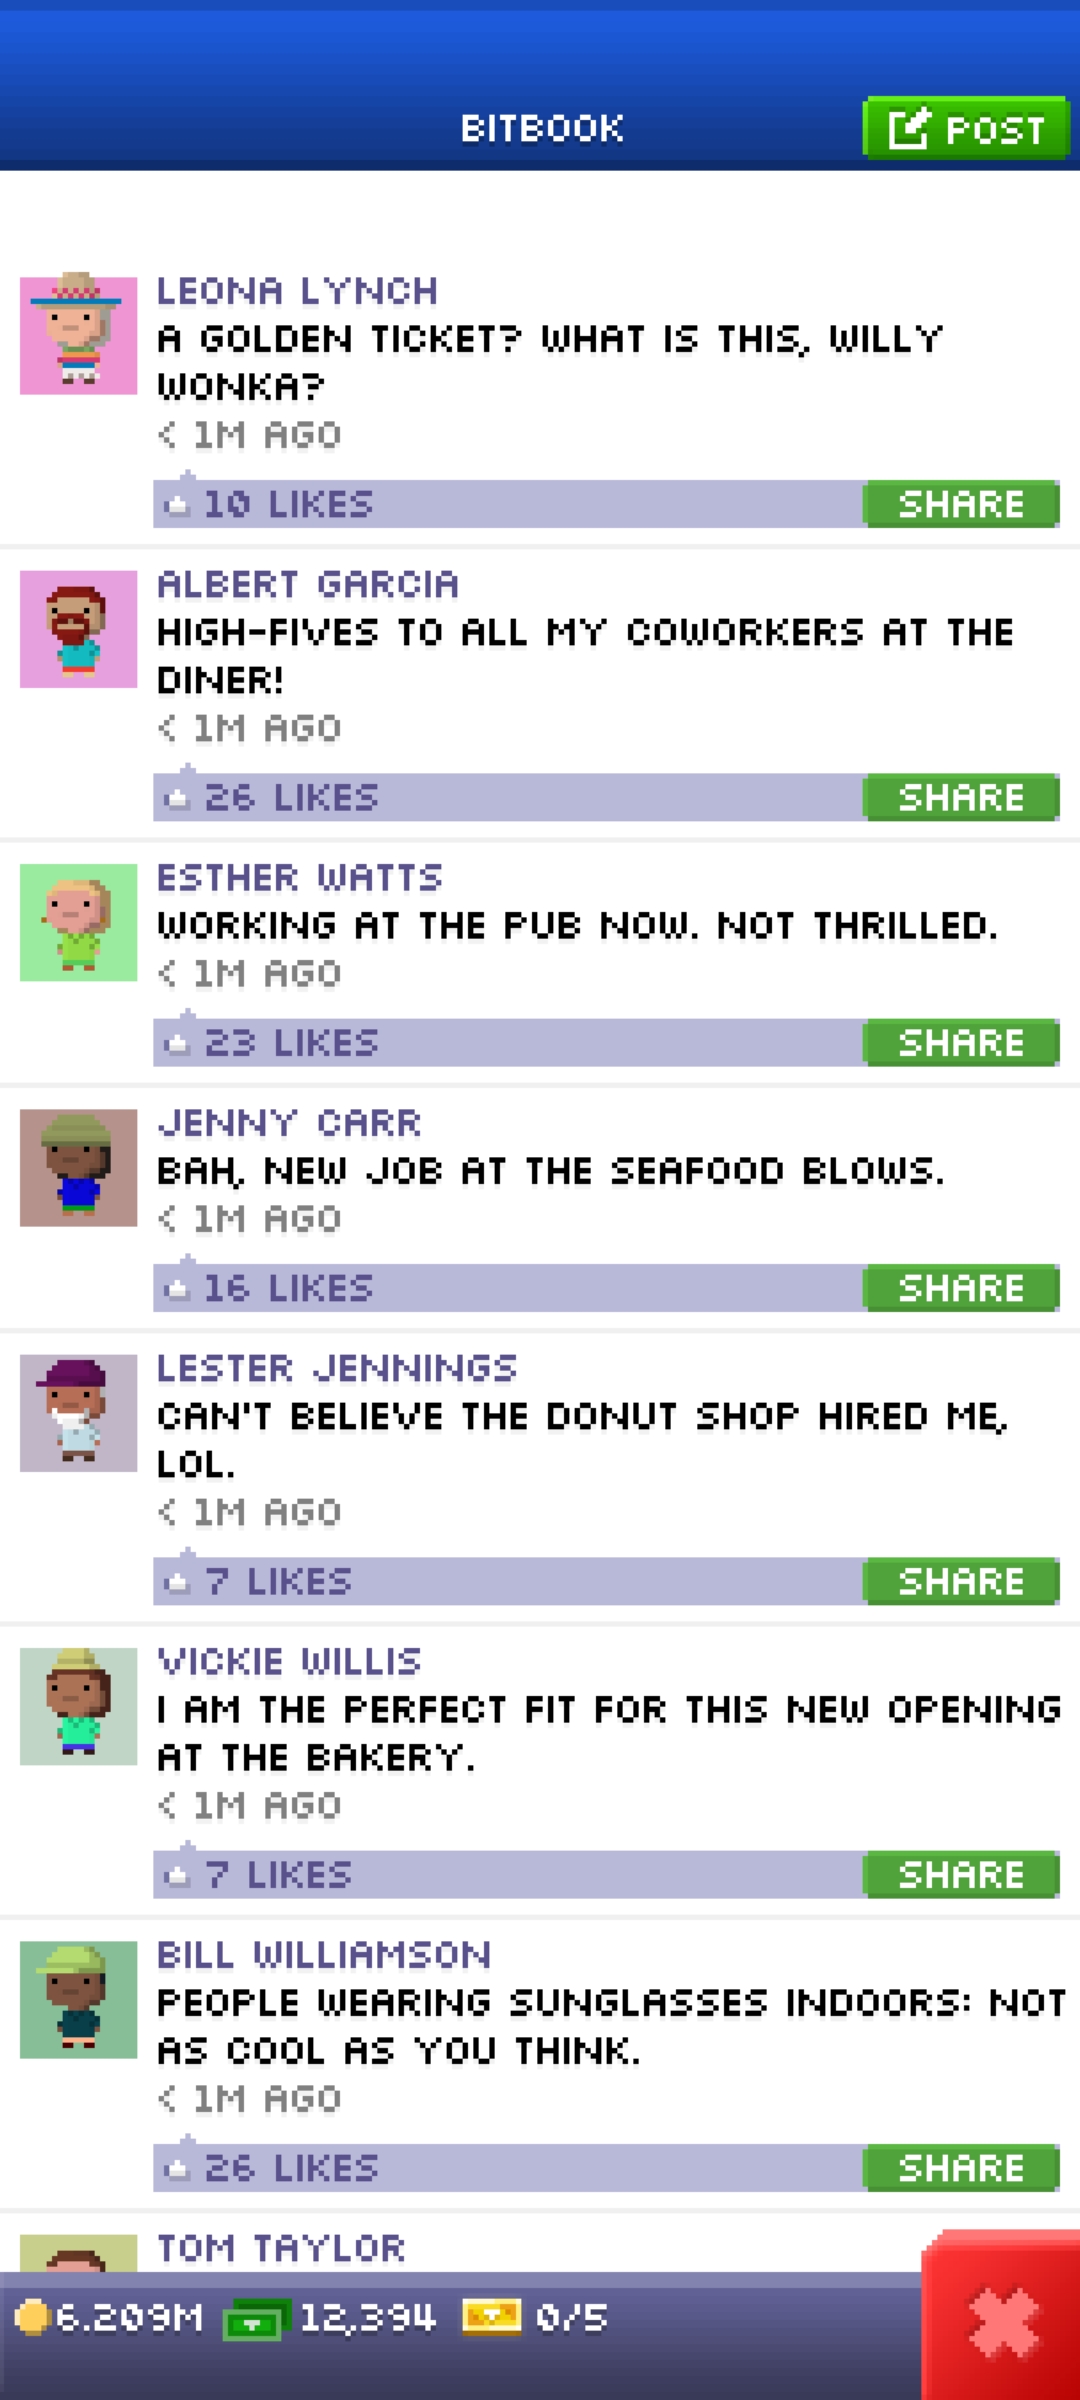 BITBOOK
POST
LEONA LYNCH
A GOLDEN TICKET? WHAT IS THIS, WILLY
WONKA?
< 1M AGO
10 LIKES
SHARE
ALBERT GARCIA
HIGH-FIVES TO ALL MY COWORKERS AT THE
DINER!
< 1M AGO
26 LIKES
SHARE
ESTHER WATTS
WORKING AT THE PUB NOW. NOT THRILLED.
< 1M AGO
23 LIKES
SHARE
JENNY CARR
BAH, NEW JOB AT THE SEAFOOD BLOWS.
< 1M AGO
16 LIKES
SHARE
LESTER JENNINGS
CAN'T BELIEVE THE DONUT SHOP HIRED ME,
LOL.
< 1M AGO
7 LIKES
SHARE
VICKIE WILLIS
I AM THE PERFECT FIT FOR THIS NEW OPENING
AT THE BAKERY.
< 1M AGO
7 LIKES
SHARE
BILL WILLIAMSON
PEOPLE WEARING SUNGLASSES INDOORS: NOT
AS COOL AS YOU THINK.
< 1M AGO
26 LIKES
SHARE
TOM TAYLOR
6.209M 12,394 0/5